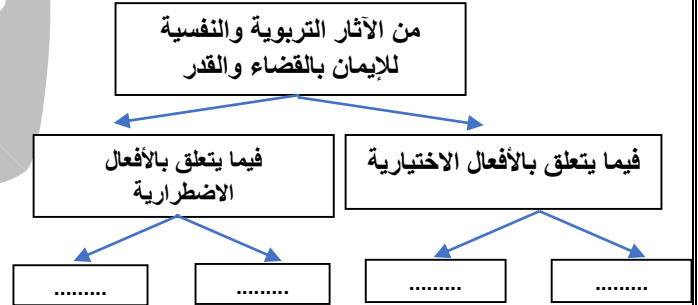 من الآثار التربوية والنفسية
للإيمان بالقضاء والقدر
فيما يتعلق بالأفعال الاختيارية
فيما يتعلق بالأفعال
الاضطرارية
.........
.........
.........
.........